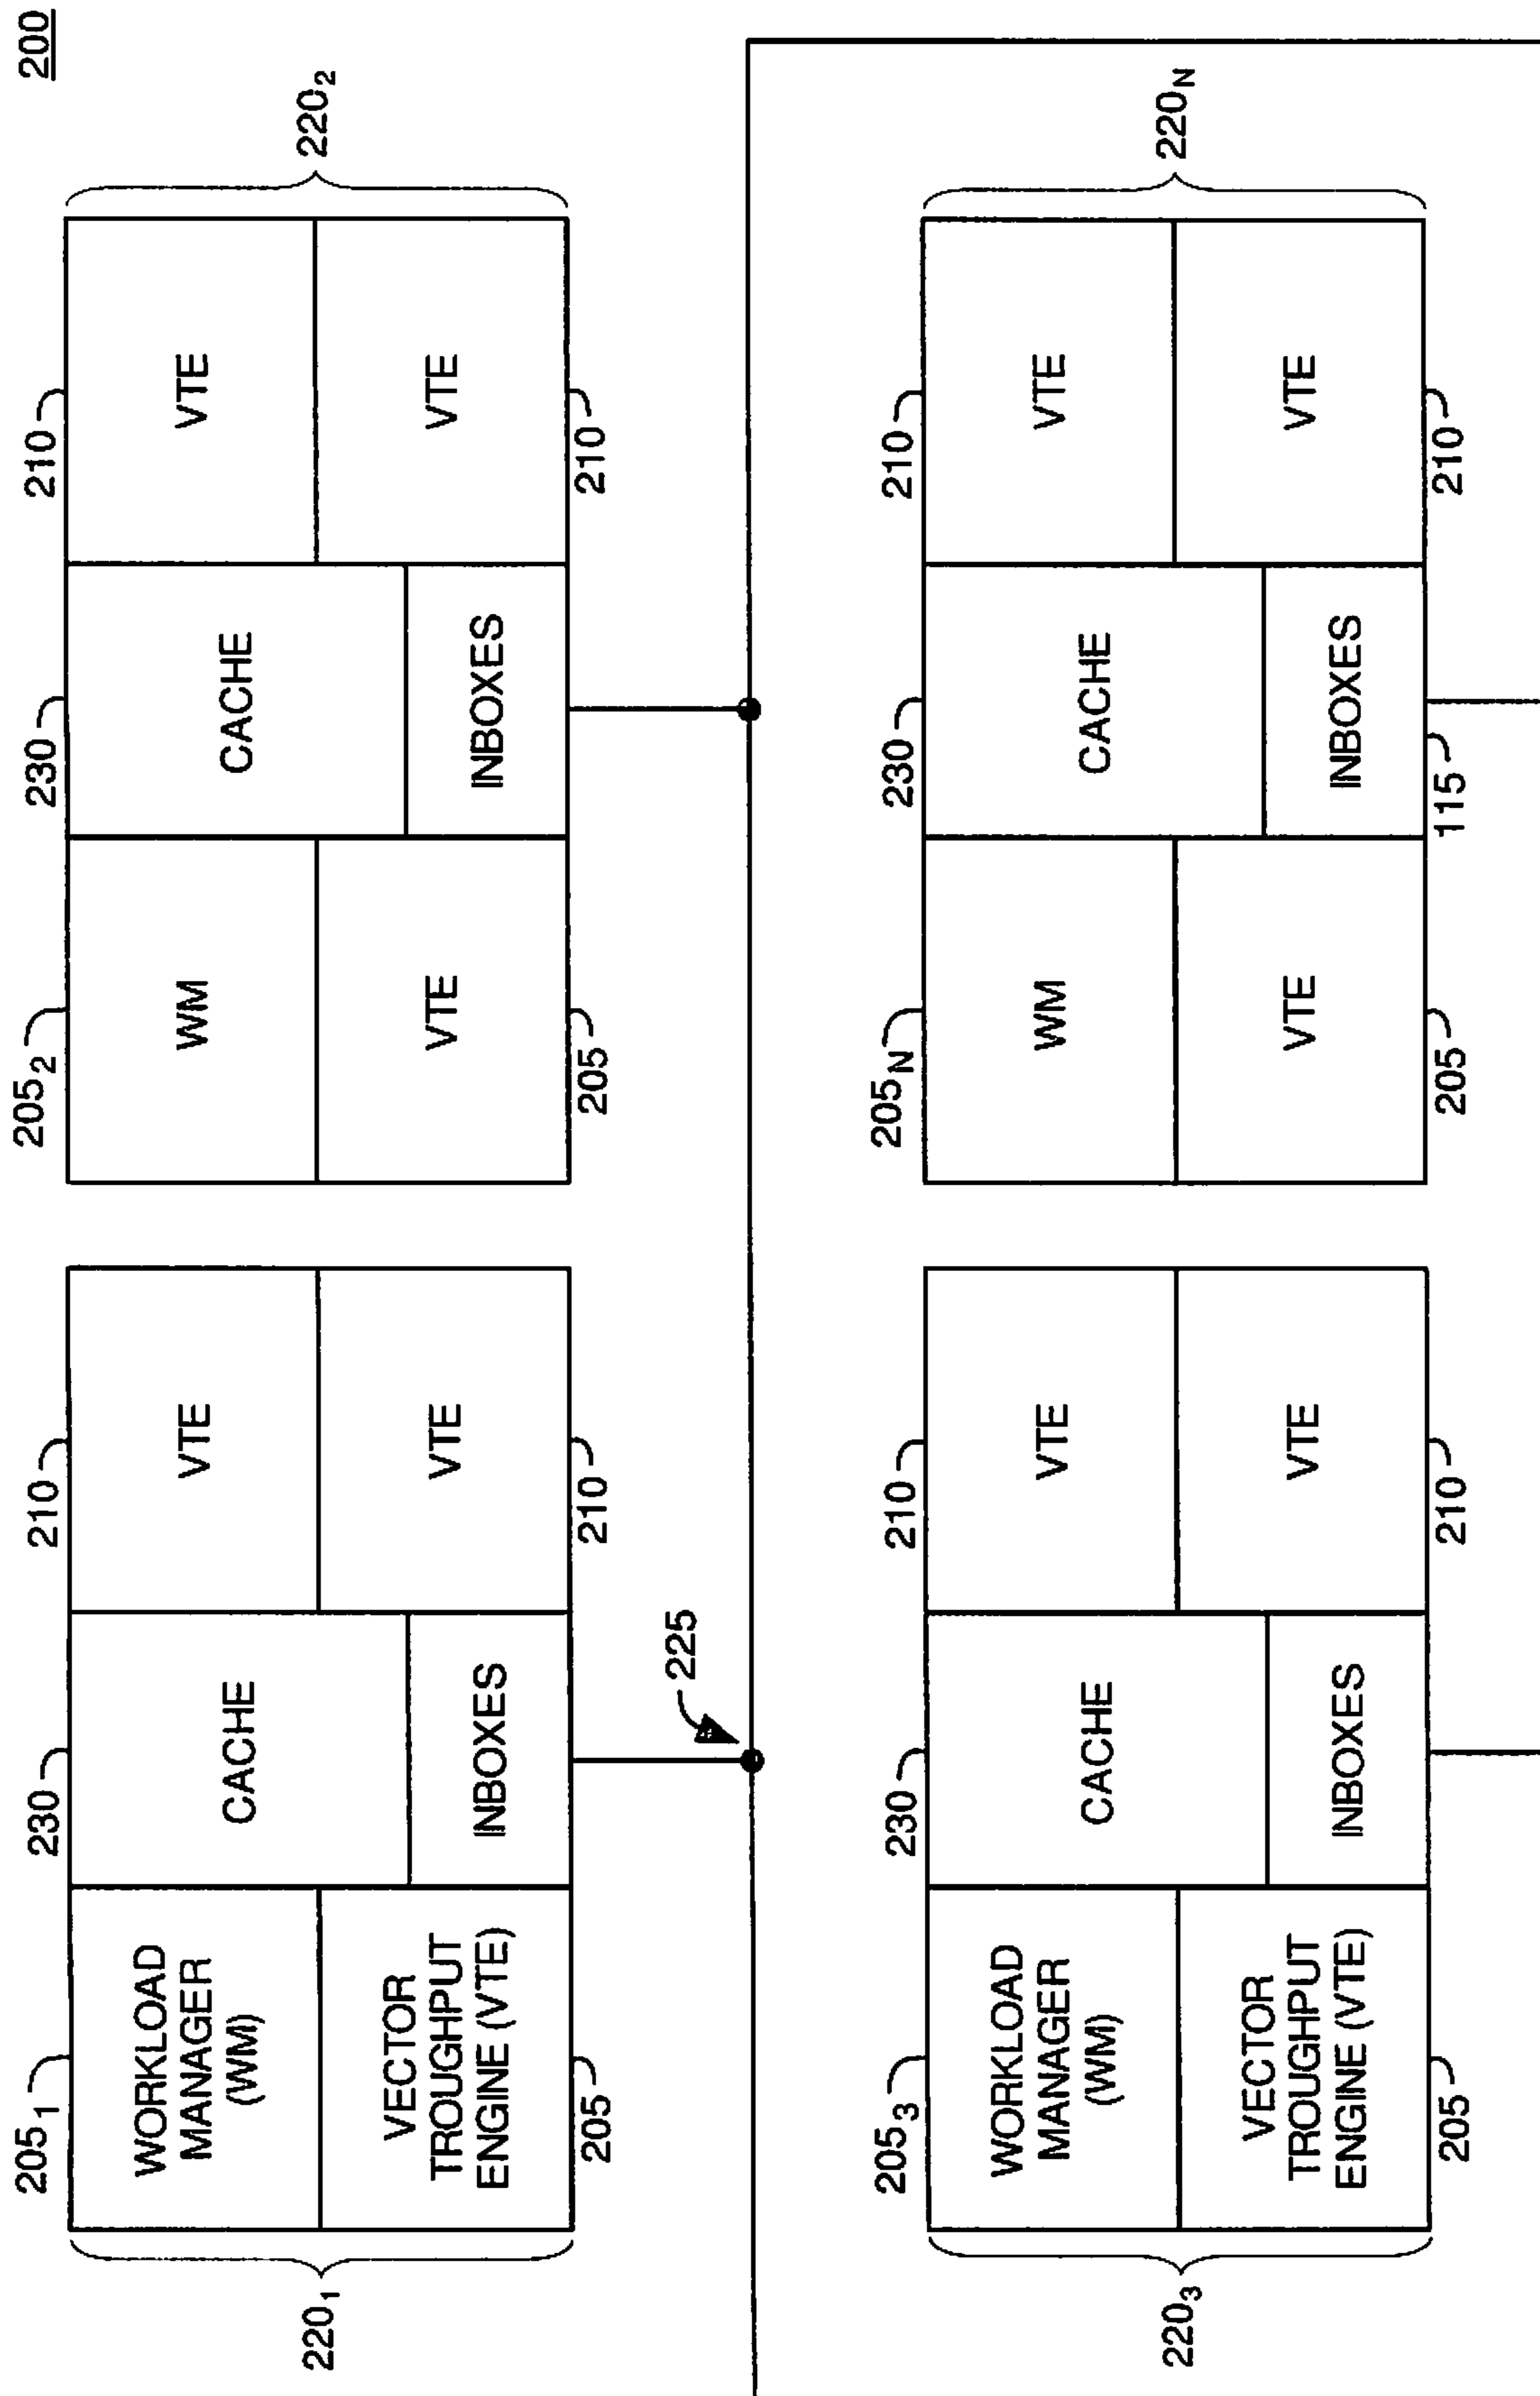 200
205₁
230
210
205₂
230
210
WORKLOAD
MANAGER
(WM)
CACHE
VTE
WM
CACHE
VTE
220₁
220₂
VECTOR
TROUGHPUT
ENGINE (VTE)
INBOXES
VTE
VTE
INBOXES
VTE
205
210
205
210
225
205₃
230
210
205N
230
210
WORKLOAD
MANAGER
(WM)
CACHE
VTE
WM
CACHE
VTE
220₃
220N
VECTOR
TROUGHPUT
ENGINE (VTE)
INBOXES
VTE
VTE
INBOXES
VTE
205
210
205
115
210